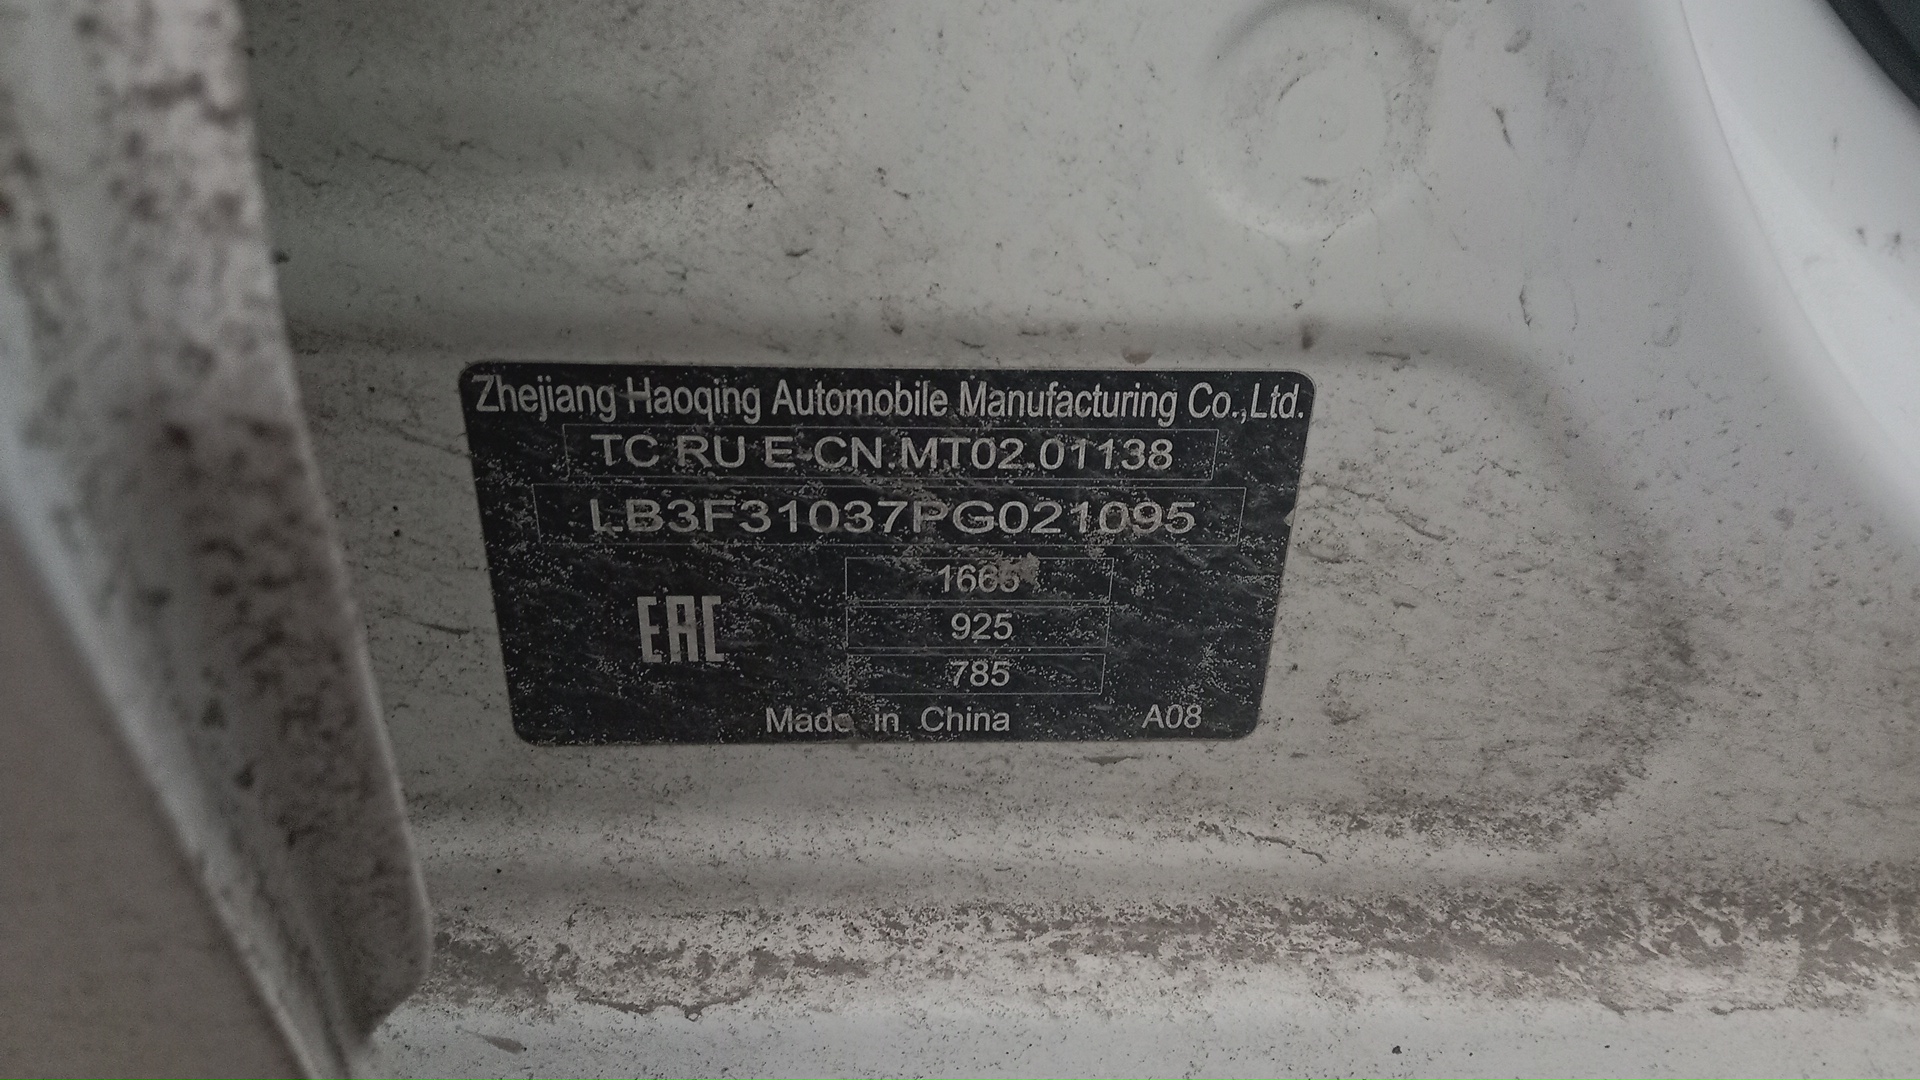 Zhejiang Haoqing Automobile Manufacturing Co.,Ltd.
TC RU E-CN.MT02.01138
LB3F31037PG021095
1665
925
EAC
785
Made in China A08